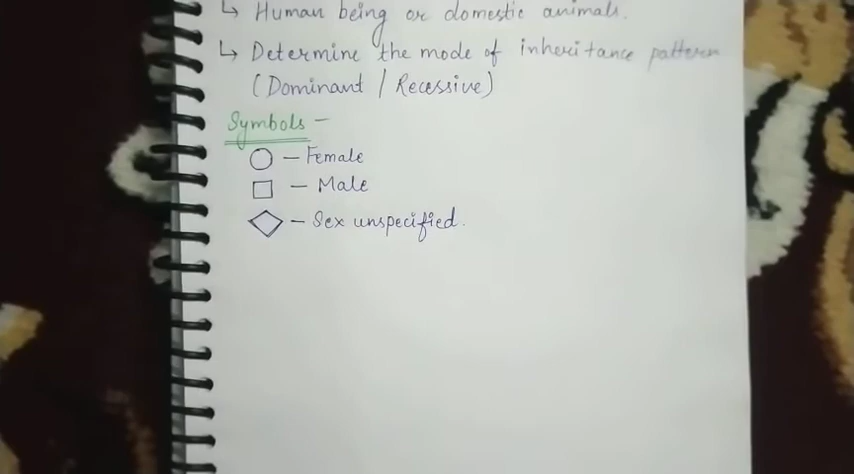 ↳ Human being or domestic animals.
↳ Determine the mode of inheritance pattern
(Dominant / Recessive)
Symbols -
○ - Female
□ - Male
◇ - Sex unspecified.